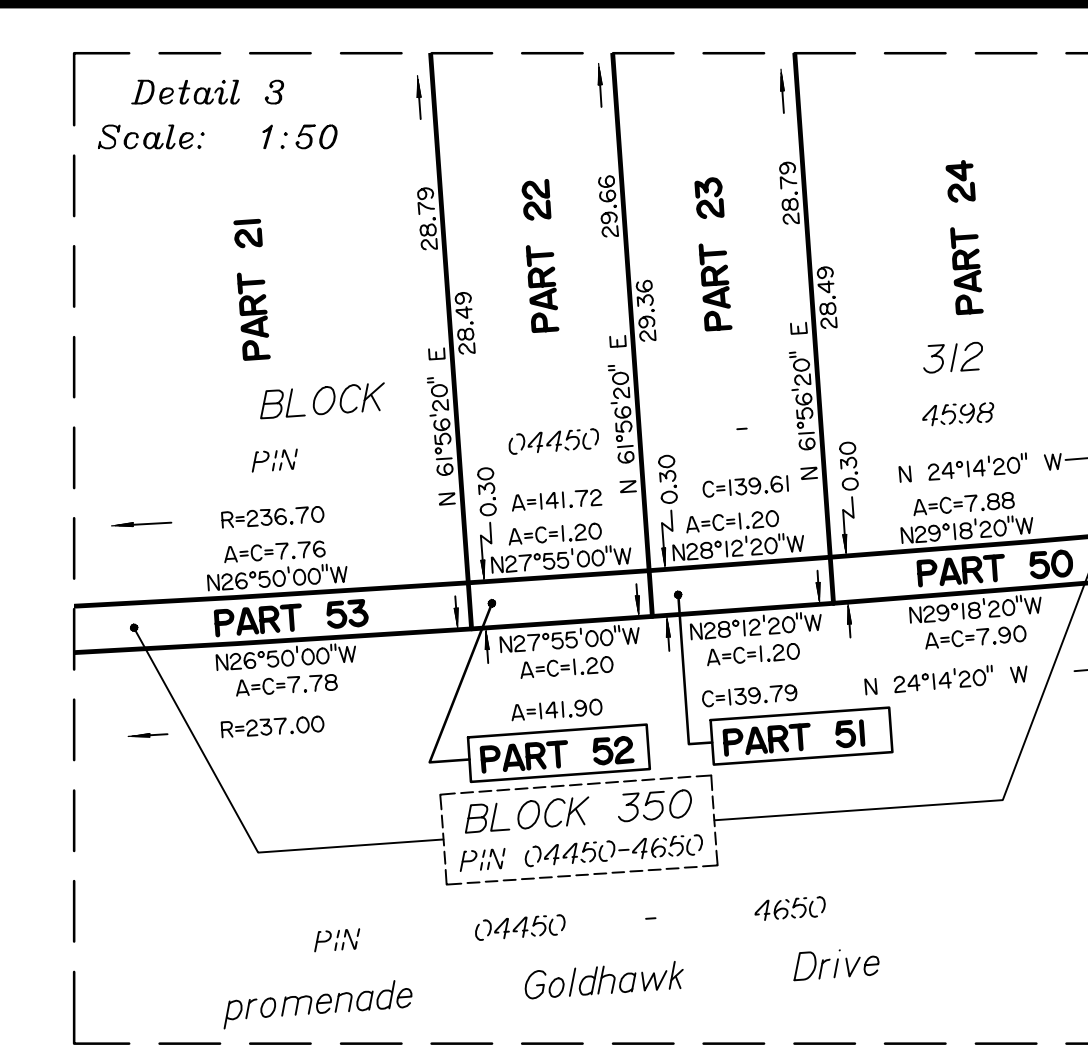 Detail 3
Scale: 1:50
PART 21
28.79
28.49
N 61°56'20" E
PART 22
29.66
29.36
N 61°56'20" E
PART 23
28.79
28.49
N 61°56'20" E
PART 24
BLOCK 312
PIN 04450 - 4598
R=236.70
A=C=7.76
N26°50'00"W
0.30
A=141.72
A=C=1.20
N27°55'00"W
0.30
C=139.61
A=C=1.20
N28°12'20"W
0.30
N 24°14'20" W
A=C=7.88
N29°18'20"W
PART 53
PART 50
N26°50'00"W
A=C=7.78
R=237.00
N27°55'00"W
A=C=1.20
A=141.90
N28°12'20"W
A=C=1.20
C=139.79
N29°18'20"W
A=C=7.90
N 24°14'20" W
PART 52
PART 51
BLOCK 350
PIN 04450-4650
PIN 04450 - 4650
promenade Goldhawk Drive